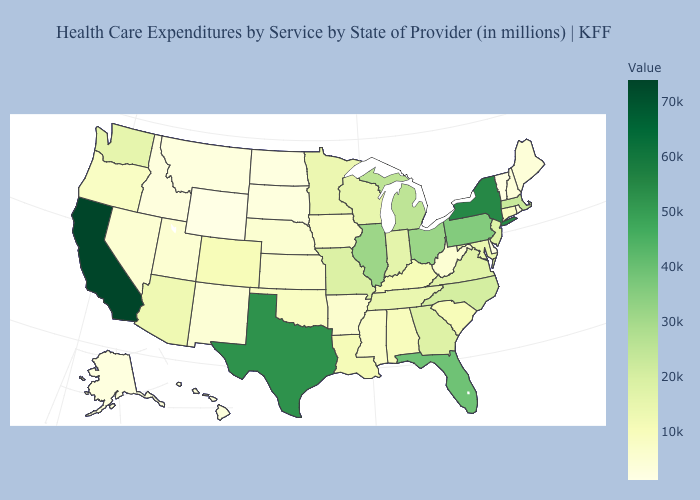 Health Care Expenditures by Service by State of Provider (in millions) | KFF
Value
70k
60k
50k
40k
30k
20k
10k